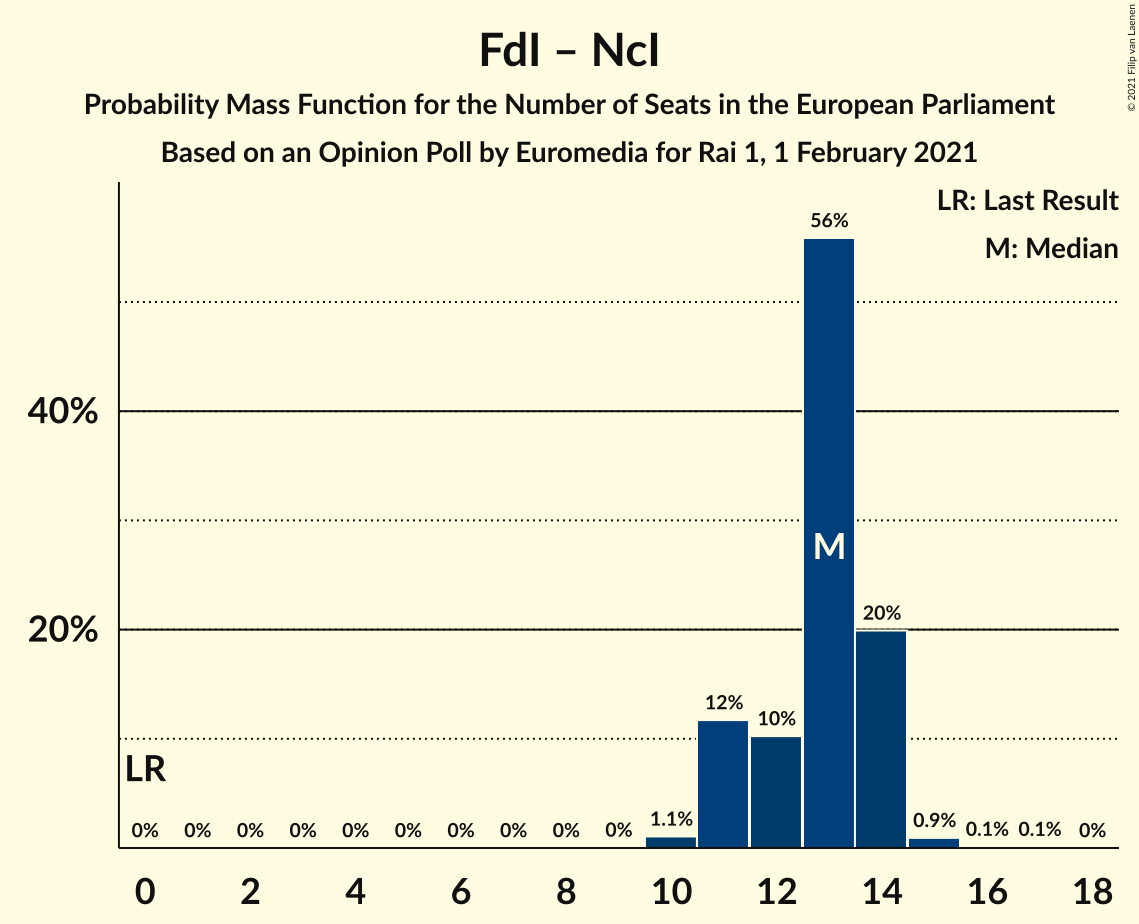 FdI – NcI
Probability Mass Function for the Number of Seats in the European Parliament
Based on an Opinion Poll by Euromedia for Rai 1, 1 February 2021
© 2021 Filip van Laenen
LR: Last Result
M: Median
56%
40%
M
20%
20%
12%
10%
LR
0% 0% 0% 0% 0% 0% 0% 0% 0% 0% 1.1% 0.9% 0.1% 0.1% 0%
0 2 4 6 8 10 12 14 16 18